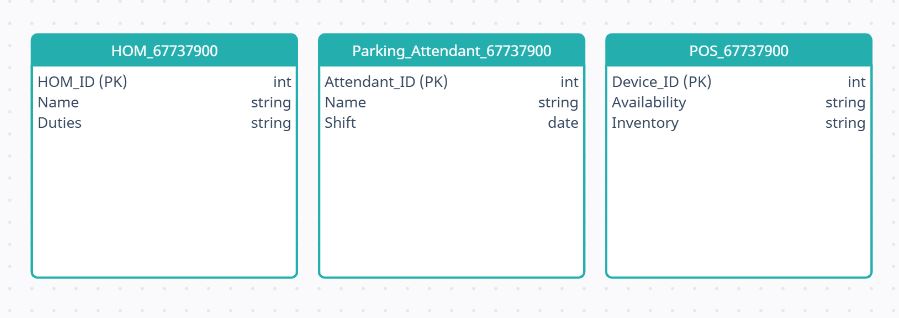 HOM_67737900
HOM_ID (PK) int
Name string
Duties string
Parking_Attendant_67737900
Attendant_ID (PK) int
Name string
Shift date
POS_67737900
Device_ID (PK) int
Availability string
Inventory string